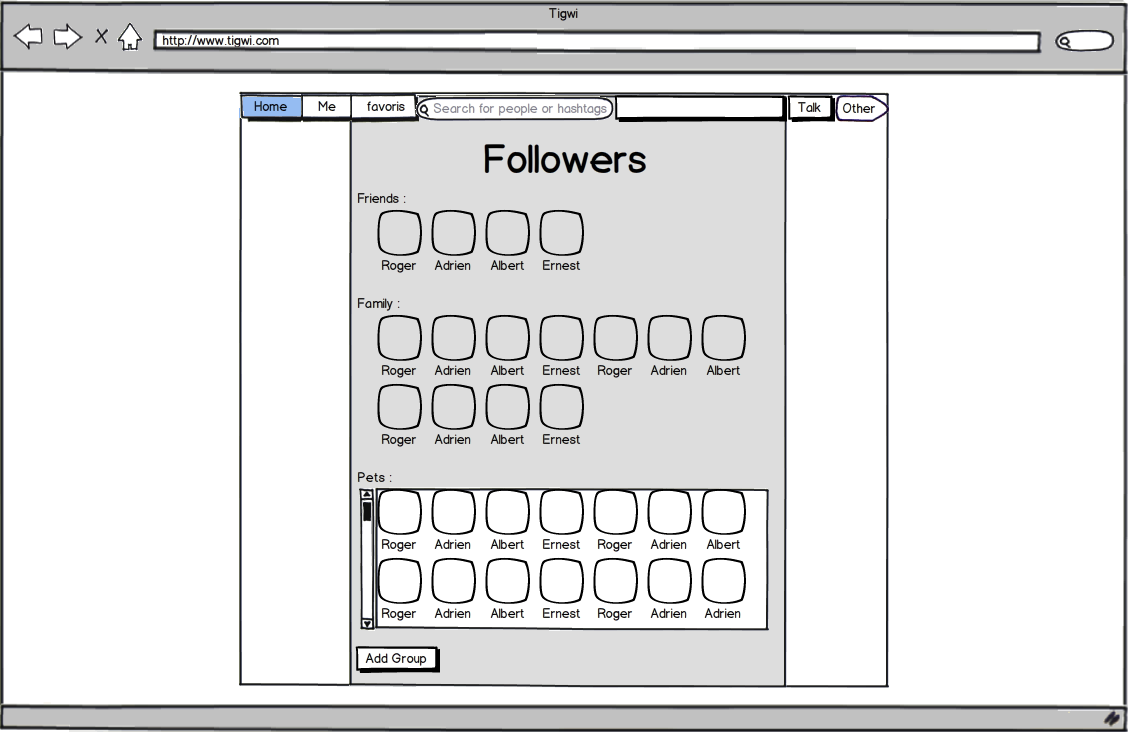 Tigwi
http://www.tigwi.com
Home Me favoris Search for people or hashtags Talk Other
Followers
Friends :
Roger Adrien Albert Ernest
Family :
Roger Adrien Albert Ernest Roger Adrien Albert
Roger Adrien Albert Ernest
Pets :
Roger Adrien Albert Ernest Roger Adrien Albert
Roger Adrien Albert Ernest Roger Adrien Adrien
Add Group